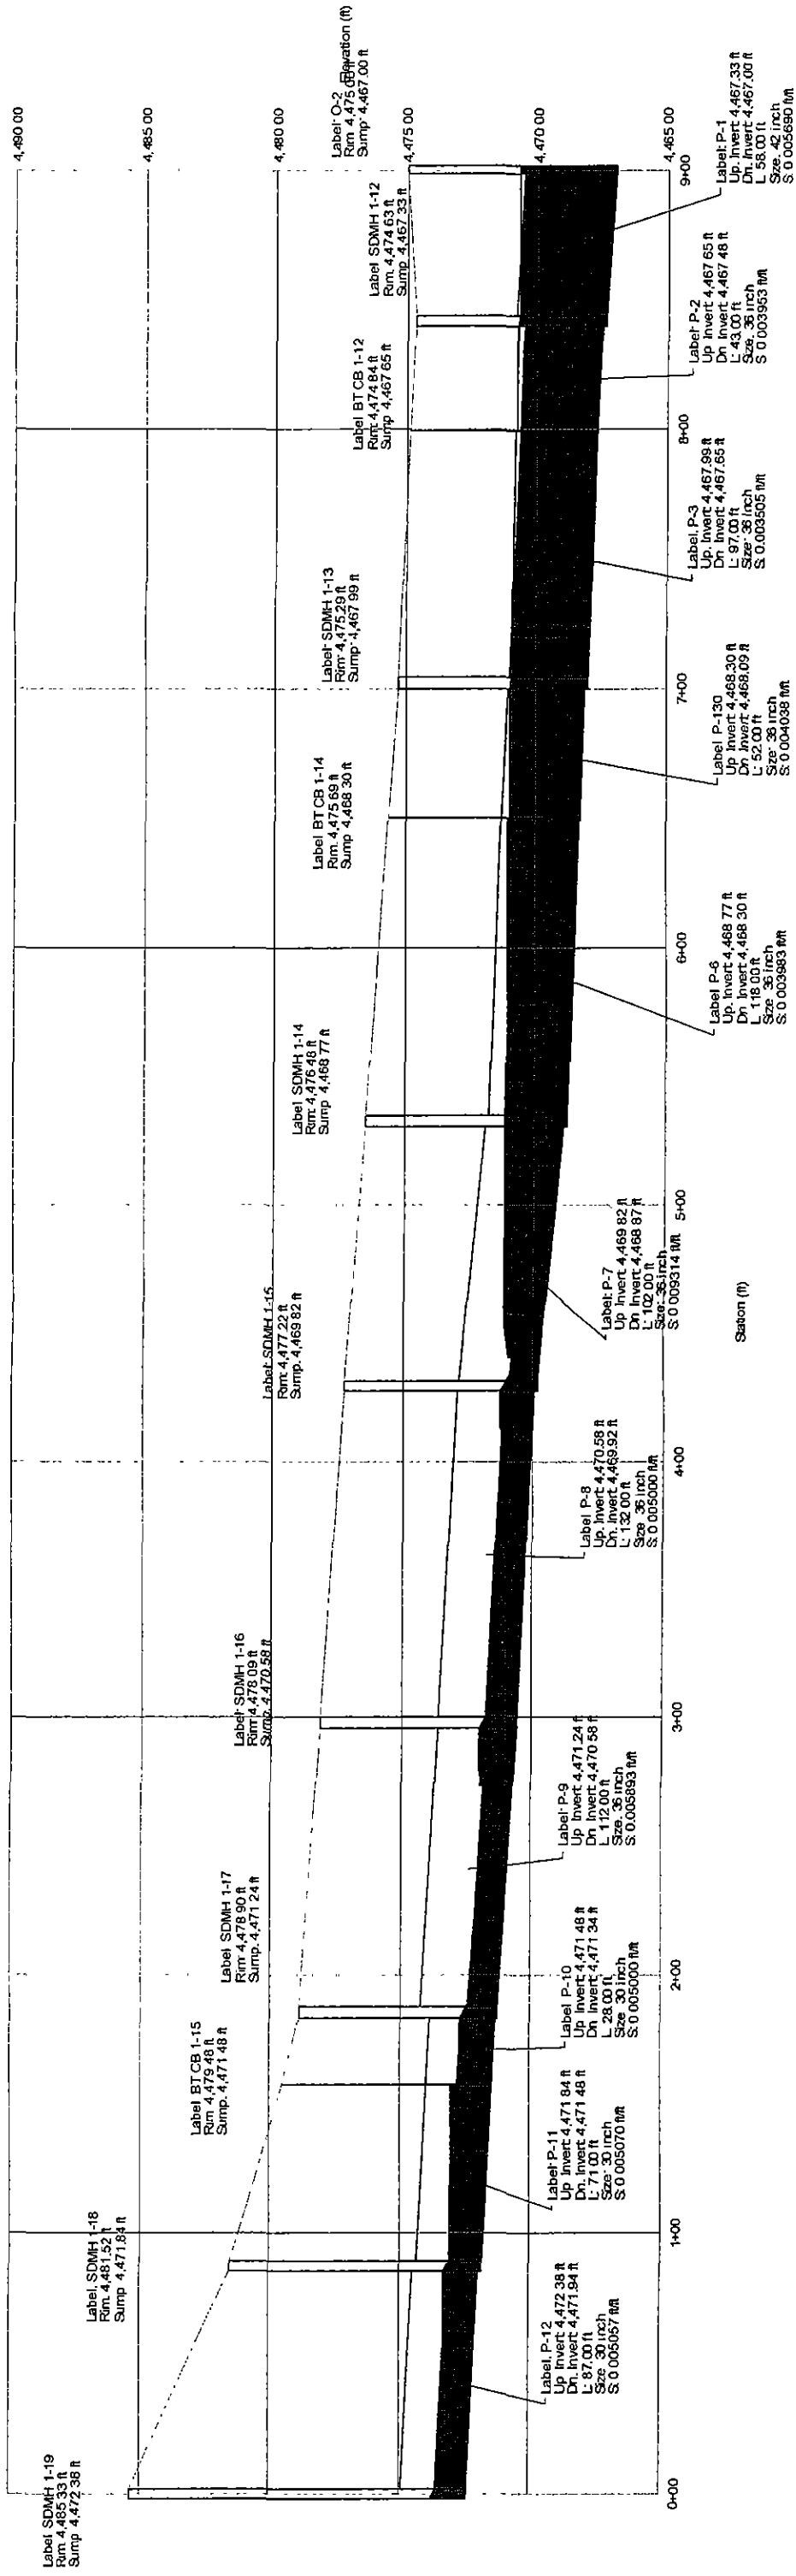 Label: SDMH 1-19
Rim: 4,485.33 ft
Sump: 4,472.38 ft
Label: SDMH 1-18
Rim: 4,481.52 ft
Sump: 4,471.84 ft
Label: BT CB 1-15
Rim: 4,479.48 ft
Sump: 4,471.48 ft
Label: SDMH 1-17
Rim: 4,478.90 ft
Sump: 4,471.24 ft
Label: SDMH 1-16
Rim: 4,478.09 ft
Sump: 4,470.58 ft
Label: SDMH 1-15
Rim: 4,477.22 ft
Sump: 4,469.82 ft
Label: SDMH 1-14
Rim: 4,476.48 ft
Sump: 4,468.77 ft
Label BT CB 1-14
Rim: 4,475.69 ft
Sump: 4,468.30 ft
Label: SDMH 1-13
Rim: 4,475.29 ft
Sump: 4,467.99 ft
Label BT CB 1-12
Rim: 4,474.84 ft
Sump: 4,467.65 ft
Label SDMH 1-12
Rim: 4,474.63 ft
Sump: 4,467.33 ft
Label: O-2
Rim: 4,475.00 ft
Sump: 4,467.00 ft
Elevation (ft)
4,490.00
4,485.00
4,480.00
4,475.00
4,470.00
4,465.00
Label: P-12
Up. Invert: 4,472.38 ft
Dn. Invert: 4,471.94 ft
L: 87.00 ft
Size: 30 inch
S: 0.005057 ft/ft
Label: P-11
Up. Invert: 4,471.84 ft
Dn. Invert: 4,471.48 ft
L: 71.00 ft
Size: 30 inch
S: 0.005070 ft/ft
Label: P-10
Up. Invert: 4,471.48 ft
Dn. Invert: 4,471.34 ft
L: 28.00 ft
Size: 30 inch
S: 0.005000 ft/ft
Label: P-9
Up. Invert: 4,471.24 ft
Dn. Invert: 4,470.58 ft
L: 112.00 ft
Size: 36 inch
S: 0.005893 ft/ft
Label: P-8
Up. Invert: 4,470.58 ft
Dn. Invert: 4,469.92 ft
L: 132.00 ft
Size: 36 inch
S: 0.005000 ft/ft
Label: P-7
Up. Invert: 4,469.82 ft
Dn. Invert: 4,468.87 ft
L: 102.00 ft
Size: 36 inch
S: 0.009314 ft/ft
Label: P-6
Up. Invert: 4,468.77 ft
Dn. Invert: 4,468.30 ft
L: 118.00 ft
Size: 36 inch
S: 0.003983 ft/ft
Label: P-130
Up. Invert: 4,468.30 ft
Dn. Invert: 4,468.09 ft
L: 52.00 ft
Size: 36 inch
S: 0.004038 ft/ft
Label: P-3
Up. Invert: 4,467.99 ft
Dn. Invert: 4,467.65 ft
L: 97.00 ft
Size: 36 inch
S: 0.003505 ft/ft
Label: P-2
Up. Invert: 4,467.65 ft
Dn. Invert: 4,467.48 ft
L: 43.00 ft
Size: 36 inch
S: 0.003953 ft/ft
Label: P-1
Up. Invert: 4,467.33 ft
Dn. Invert: 4,467.00 ft
L: 58.00 ft
Size: 42 inch
S: 0.005690 ft/ft
0+00
1+00
2+00
3+00
4+00
5+00
6+00
7+00
8+00
9+00
Station (ft)